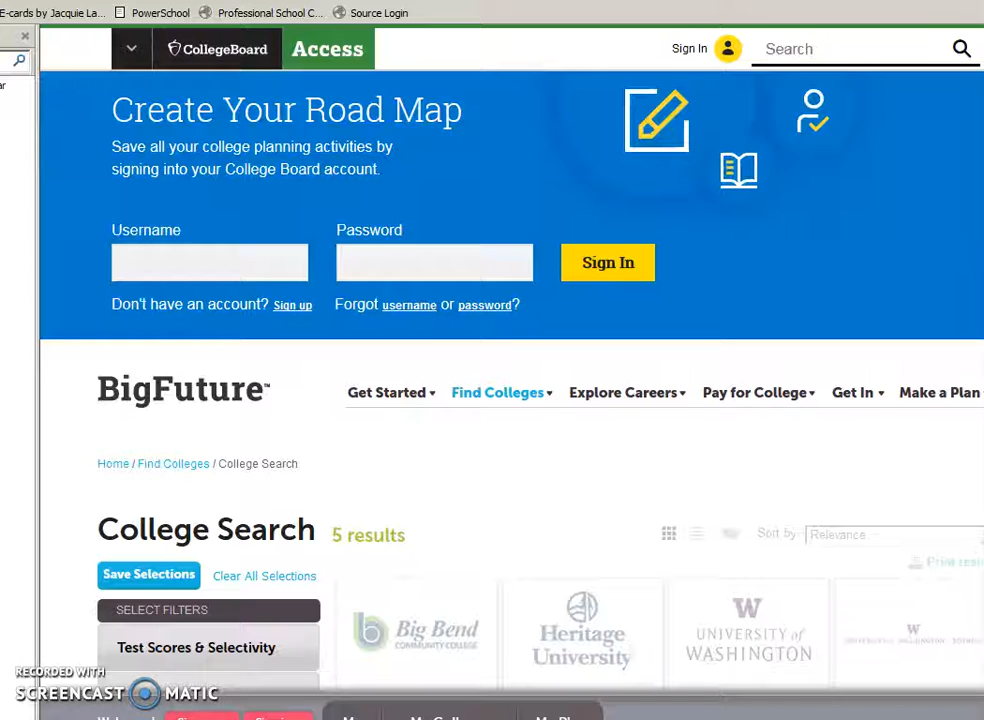 E-cards by Jacquie La... PowerSchool Professional School C... Source Login
CollegeBoard Access Sign In Search
Create Your Road Map
Save all your college planning activities by
signing into your College Board account.
Username Password
Sign In
Don't have an account? Sign up Forgot username or password?
BigFuture™ Get Started Find Colleges Explore Careers Pay for College Get In Make a Plan
Home / Find Colleges / College Search
College Search 5 results Sort by Relevance
Save Selections Clear All Selections
SELECT FILTERS
Big Bend
COMMUNITY COLLEGE
Heritage
University
W
UNIVERSITY of
WASHINGTON
W
Test Scores & Selectivity
RECORDED WITH
SCREENCAST MATIC